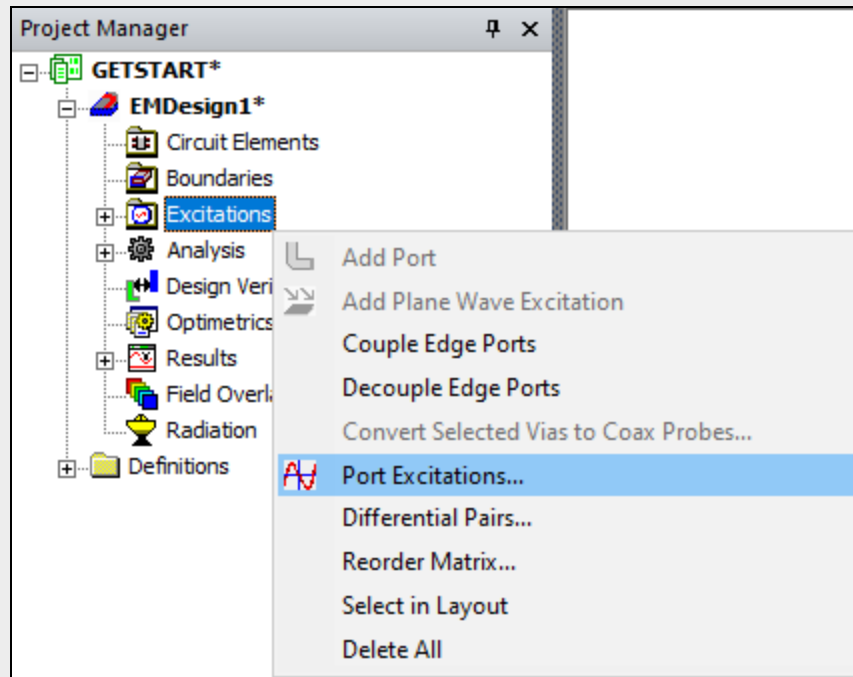 Project Manager
GETSTART*
EMDesign1*
Circuit Elements
Boundaries
Excitations
Analysis
Design Veri
Optimetrics
Results
Field Overl
Radiation
Definitions
Add Port
Add Plane Wave Excitation
Couple Edge Ports
Decouple Edge Ports
Convert Selected Vias to Coax Probes...
Port Excitations...
Differential Pairs...
Reorder Matrix...
Select in Layout
Delete All